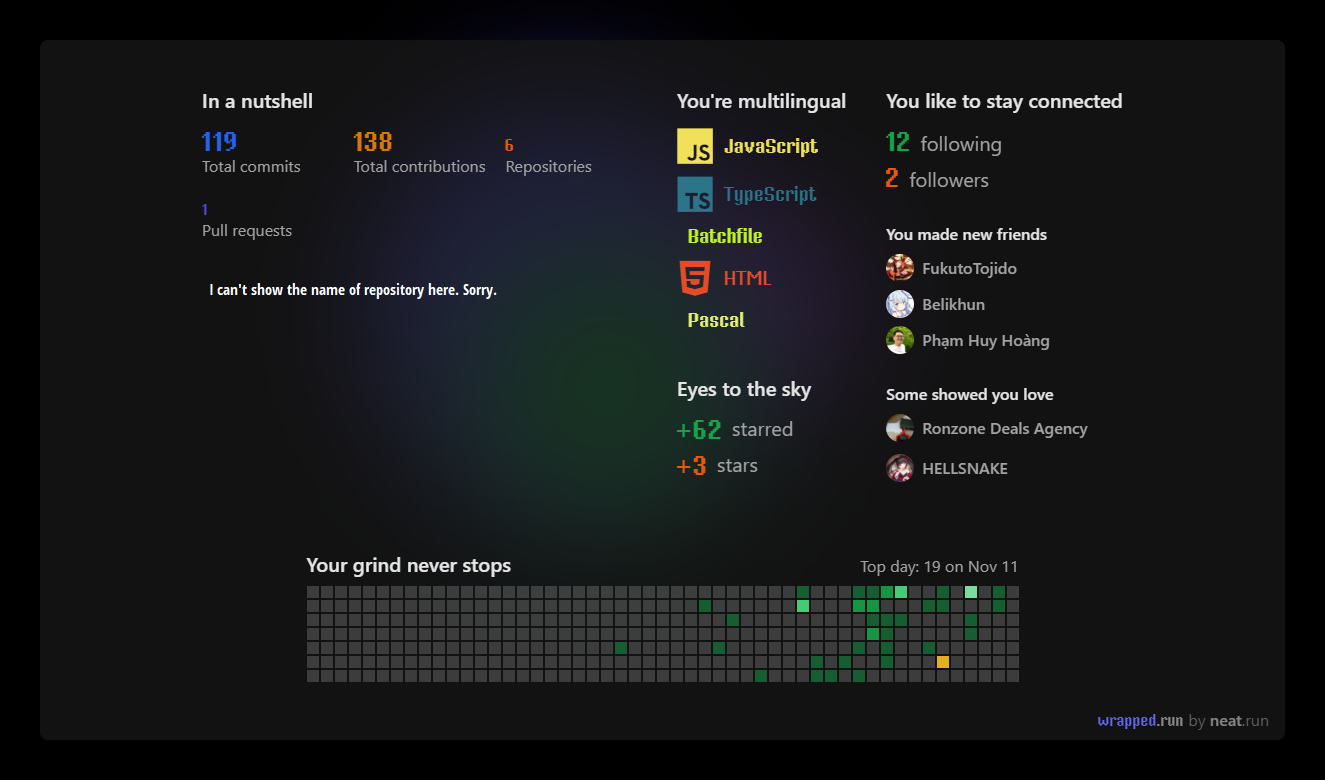 In a nutshell
119
Total commits
138
Total contributions
6
Repositories
1
Pull requests
I can't show the name of repository here. Sorry.
You're multilingual
JS JavaScript
TS TypeScript
Batchfile
5 HTML
Pascal
Eyes to the sky
+62 starred
+3 stars
You like to stay connected
12 following
2 followers
You made new friends
FukutoTojido
Belikhun
Phạm Huy Hoàng
Some showed you love
Ronzone Deals Agency
HELLSNAKE
Your grind never stops
Top day: 19 on Nov 11
wrapped.run by neat.run